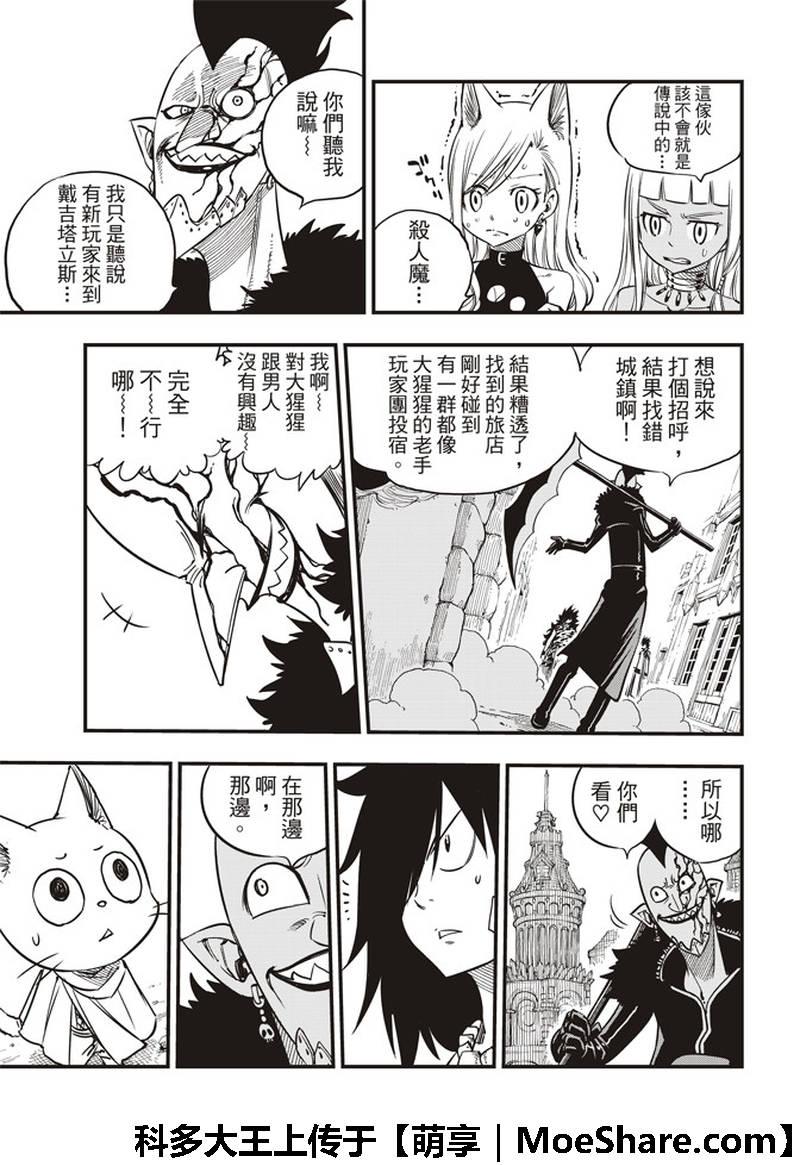 這傢伙
該不會就是
傳說中的…
殺人魔…
你們聽我
說嘛~
我只是聽說
有新玩家來到
戴吉塔立斯…
想說來
打個招呼，
結果找錯
城鎮啊！
結果糟透了，
找到的旅店
剛好碰到
有一群都像
大猩猩的老手
玩家團投宿。
我啊~
對大猩猩
跟男人
沒有興趣~
完全
不~行
哪~！
所以哪
……
你們
看♡
在那邊
啊，
那邊。
科多大王上传于【萌享 | MoeShare.com】